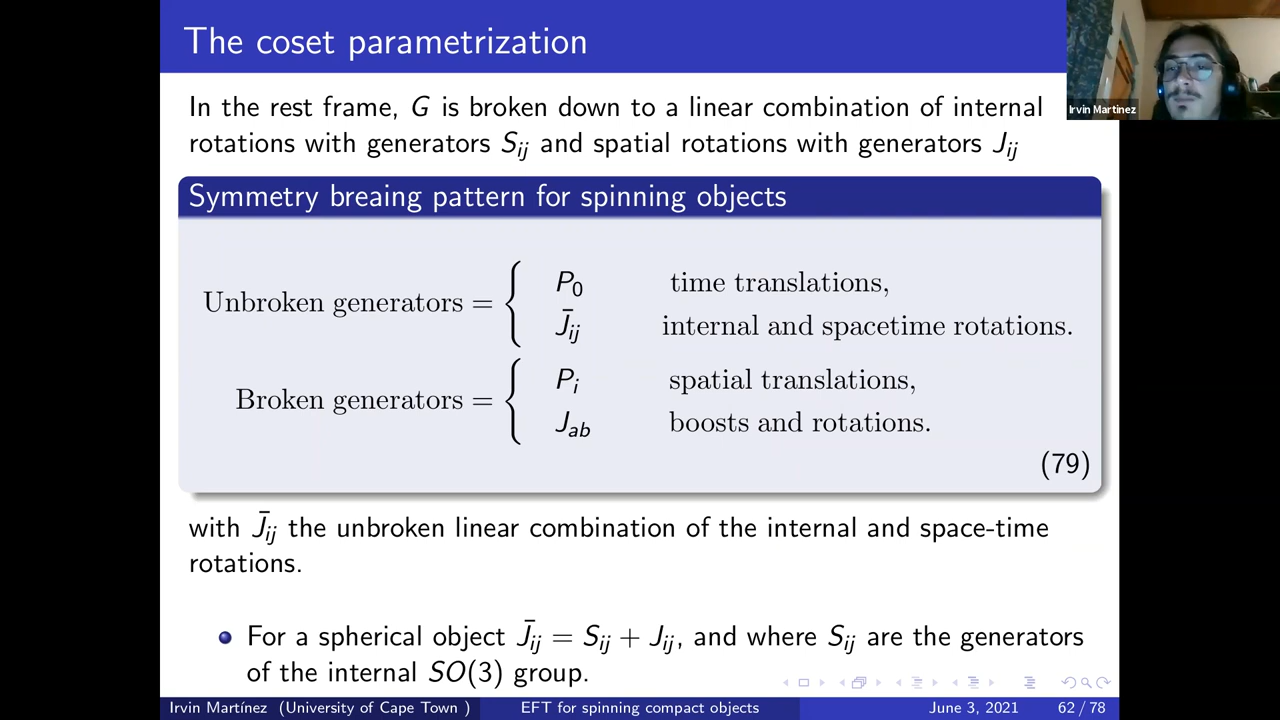 The coset parametrization
Irvin Martinez
In the rest frame, G is broken down to a linear combination of internal
rotations with generators S_ij and spatial rotations with generators J_ij
Symmetry breaing pattern for spinning objects
Unbroken generators = { P_0 time translations,
J̄_ij internal and spacetime rotations.
Broken generators = { P_i spatial translations,
J_ab boosts and rotations.
(79)
with J̄_ij the unbroken linear combination of the internal and space-time
rotations.
For a spherical object J̄_ij = S_ij + J_ij, and where S_ij are the generators
of the internal SO(3) group.
Irvin Martínez (University of Cape Town ) EFT for spinning compact objects June 3, 2021 62 / 78